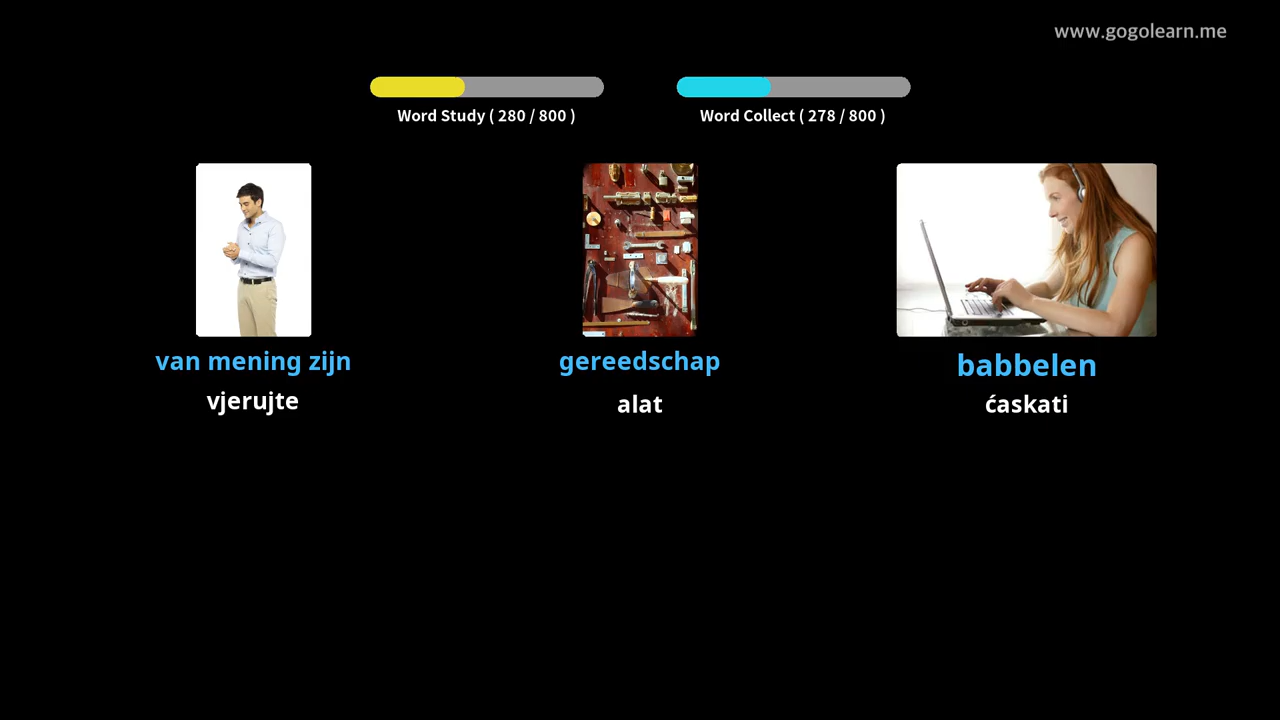 www.gogolearn.me
Word Study ( 280 / 800 )
Word Collect ( 278 / 800 )
van mening zijn
gereedschap
babbelen
vjerujte
alat
ćaskati